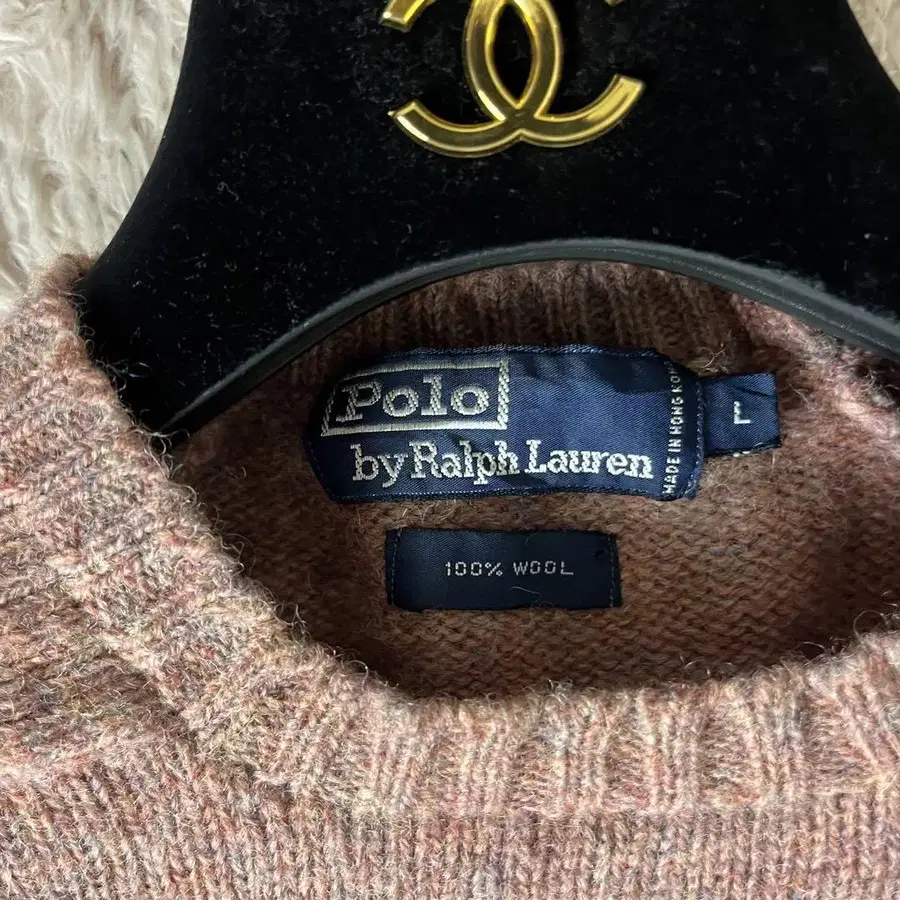 Polo
by Ralph Lauren
MADE IN HONG KONG
L
100% WOOL